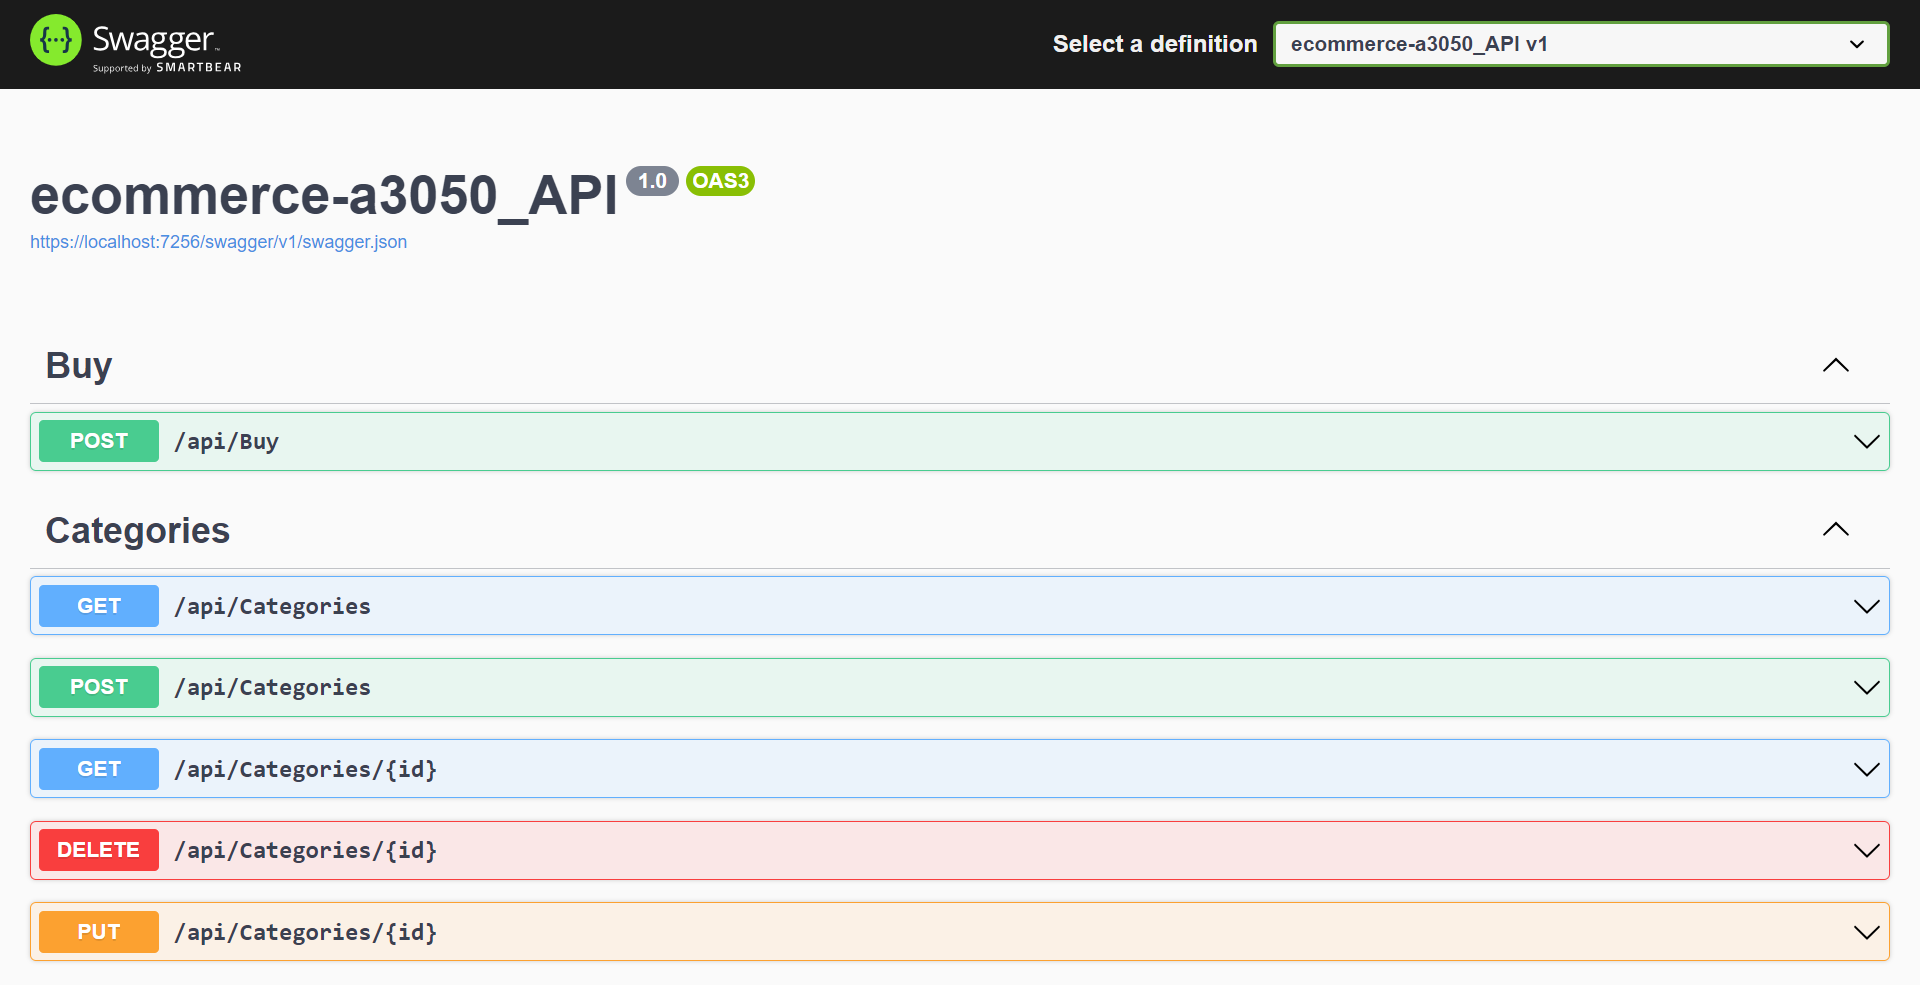 {···} Swagger™
Supported by SMARTBEAR
Select a definition
ecommerce-a3050_API v1
ecommerce-a3050_API 1.0 OAS3
https://localhost:7256/swagger/v1/swagger.json
Buy
POST /api/Buy
Categories
GET /api/Categories
POST /api/Categories
GET /api/Categories/{id}
DELETE /api/Categories/{id}
PUT /api/Categories/{id}